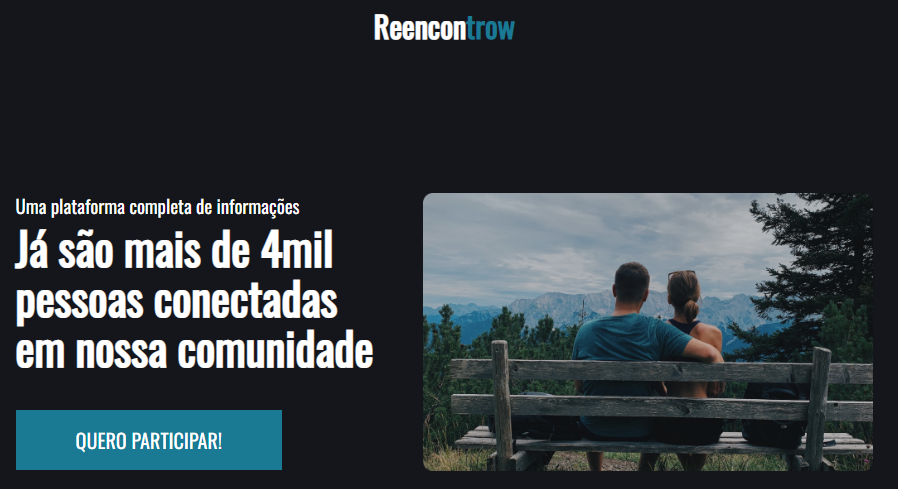 Reencontrow
Uma plataforma completa de informações
Já são mais de 4mil
pessoas conectadas
em nossa comunidade
QUERO PARTICIPAR!